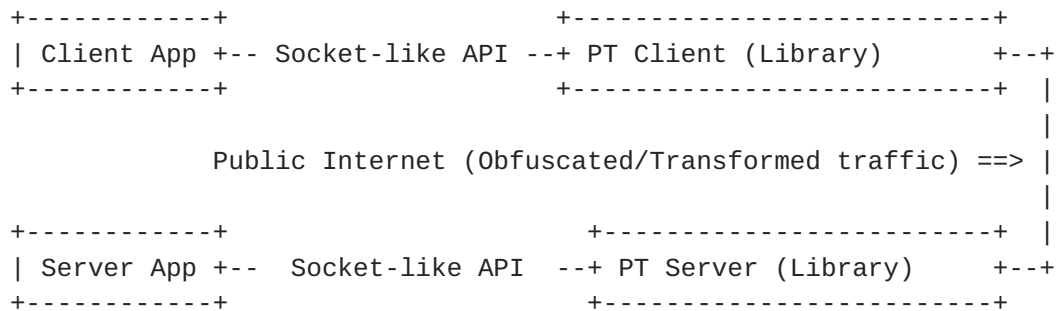 +------------+                      +---------------------------+
| Client App +-- Socket-like API --+ PT Client (Library)       +--+
+------------+                      +---------------------------+  |
                                                                   |
             Public Internet (Obfuscated/Transformed traffic) ==> |
                                                                   |
+------------+                        +-------------------------+  |
| Server App +--  Socket-like API  --+ PT Server (Library)     +--+
+------------+                        +-------------------------+